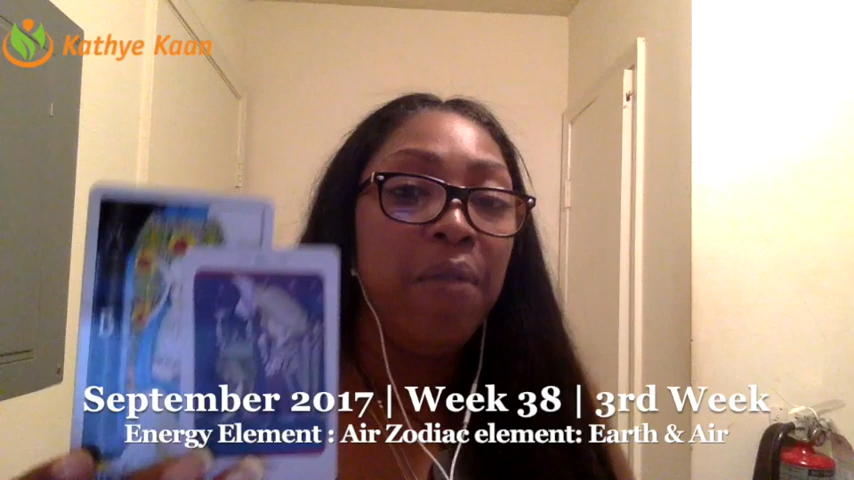 Kathye Kaan
September 2017 | Week 38 | 3rd Week
Energy Element : Air Zodiac element: Earth & Air